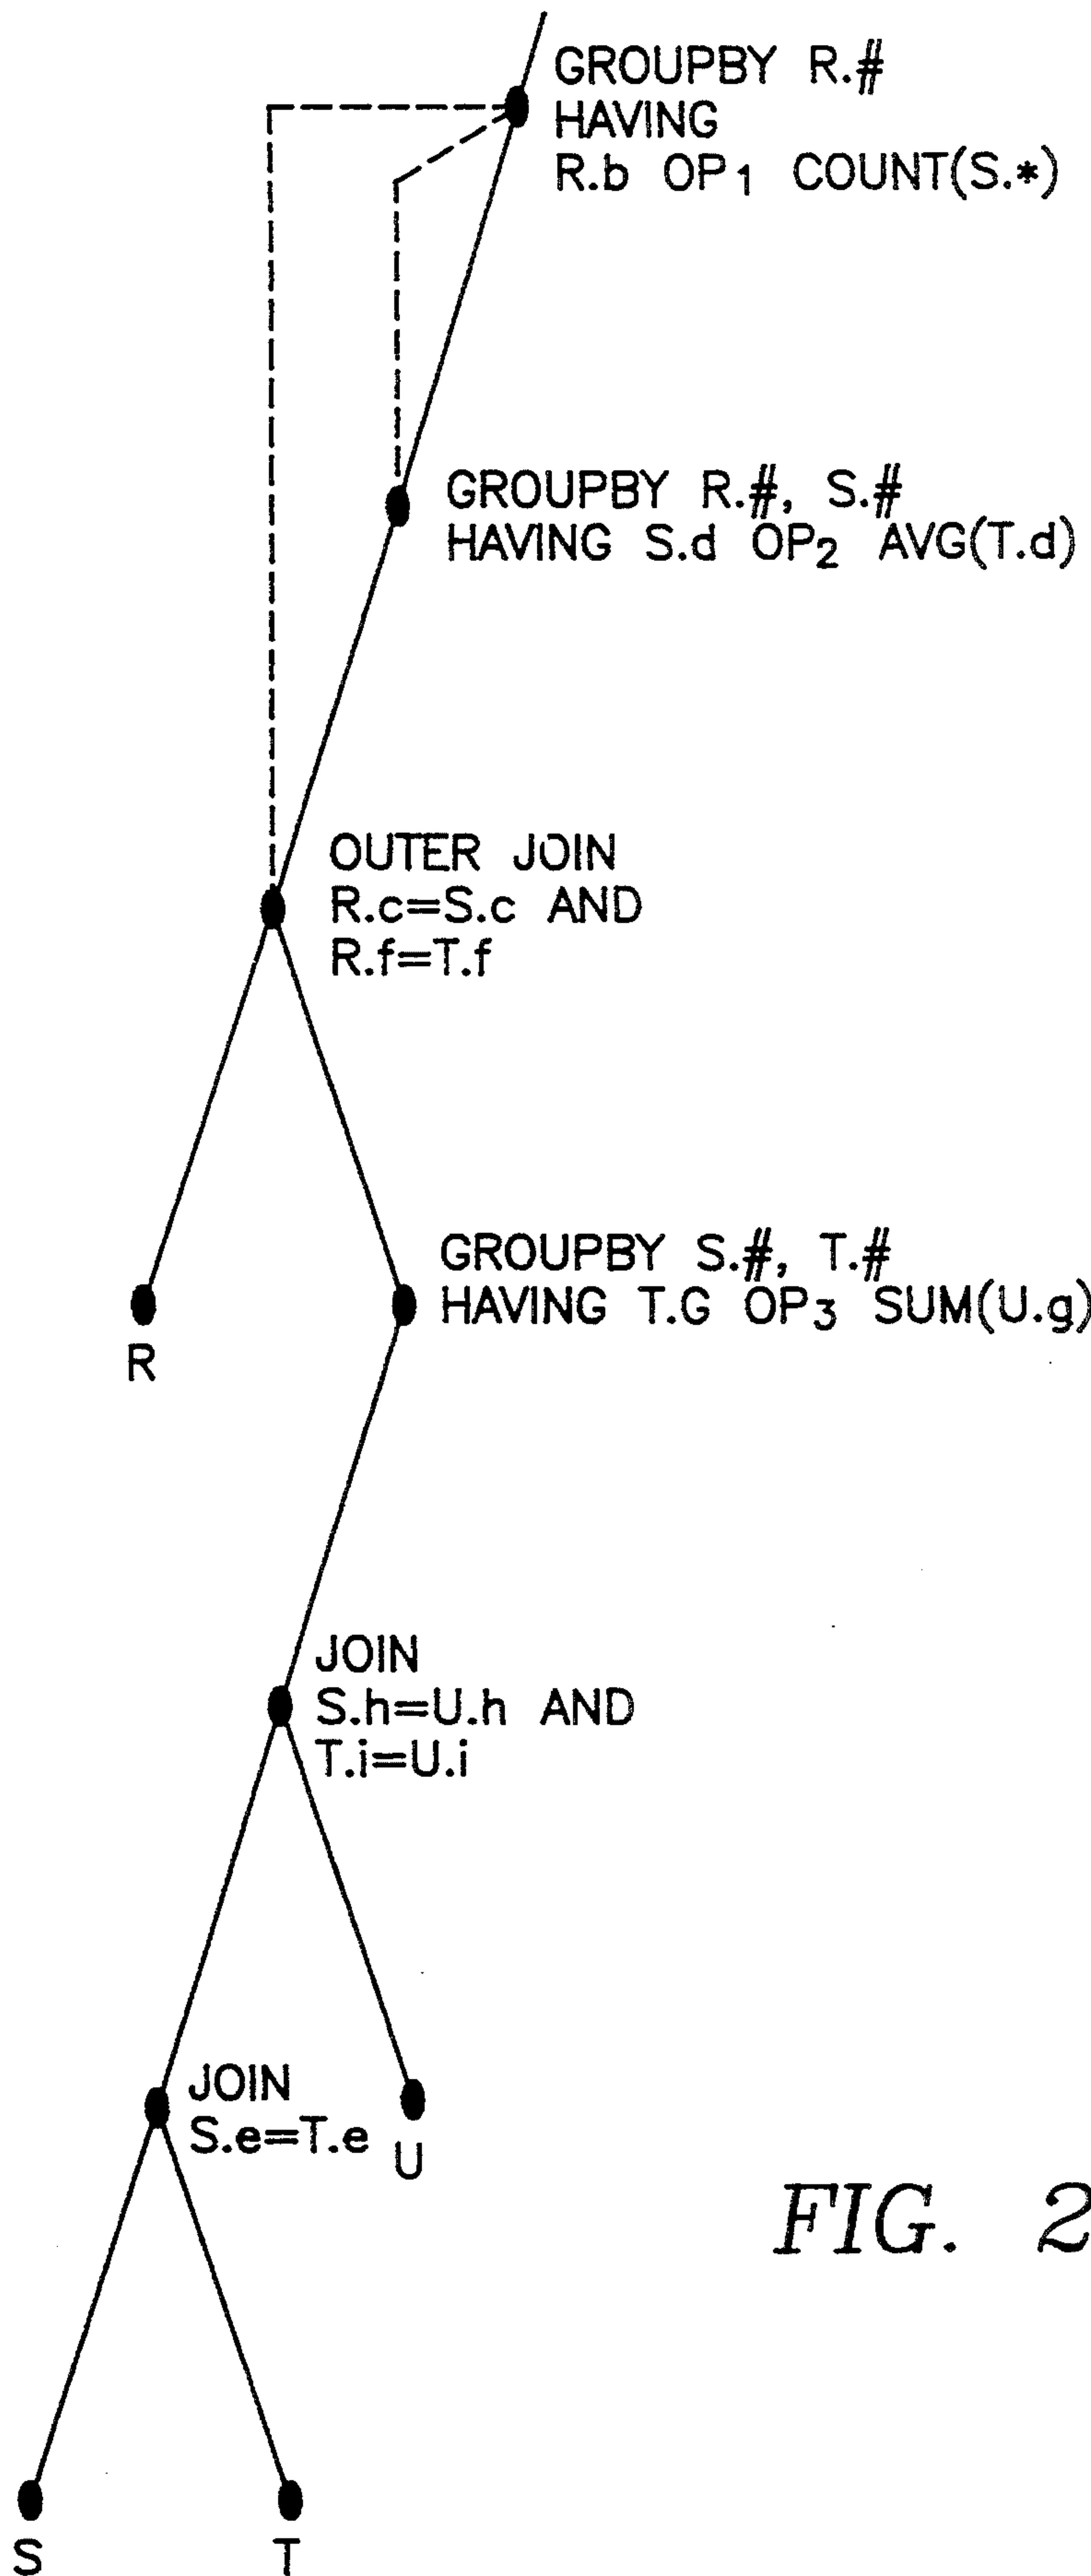 GROUPBY R.#
HAVING
R.b OP1 COUNT(S.*)
GROUPBY R.#, S.#
HAVING S.d OP2 AVG(T.d)
OUTER JOIN
R.c=S.c AND
R.f=T.f
R
GROUPBY S.#, T.#
HAVING T.G OP3 SUM(U.g)
JOIN
S.h=U.h AND
T.i=U.i
JOIN
S.e=T.e
U
FIG. 2
S
T